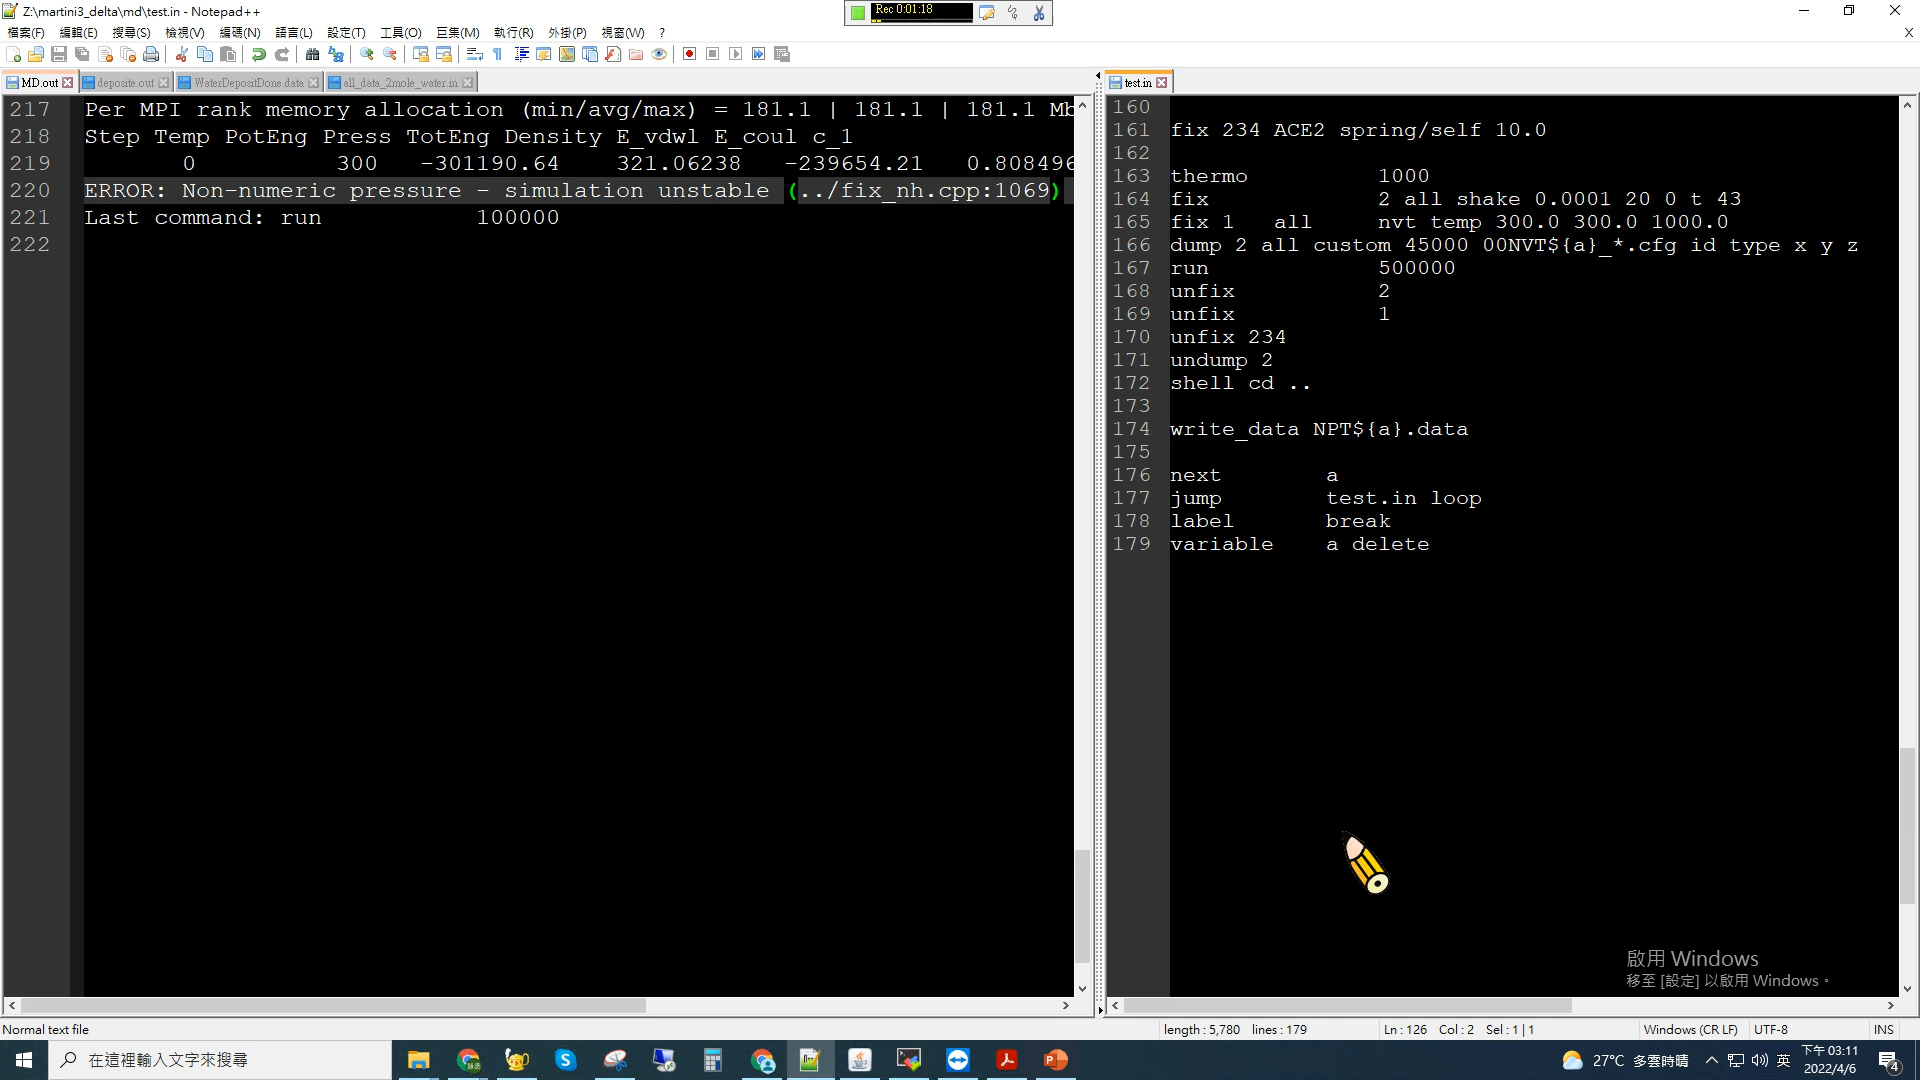 Z:\martini3_delta\md\test.in - Notepad++
Rec 0:01:18
檔案(F) 編輯(E) 搜尋(S) 檢視(V) 編碼(N) 語言(L) 設定(T) 工具(O) 巨集(M) 執行(R) 外掛(P) 視窗(W) ? X
MD.out deposite.out WaterDepositDone.data all_data_2mole_water.in
217 Per MPI rank memory allocation (min/avg/max) = 181.1 | 181.1 | 181.1 Mb
218 Step Temp PotEng Press TotEng Density E_vdwl E_coul c_1
219 0 300 -301190.64 321.06238 -239654.21 0.808496
220 ERROR: Non-numeric pressure - simulation unstable (../fix_nh.cpp:1069)
221 Last command: run 100000
222
test.in
160
161 fix 234 ACE2 spring/self 10.0
162
163 thermo 1000
164 fix 2 all shake 0.0001 20 0 t 43
165 fix 1 all nvt temp 300.0 300.0 1000.0
166 dump 2 all custom 45000 00NVT${a}_*.cfg id type x y z
167 run 500000
168 unfix 2
169 unfix 1
170 unfix 234
171 undump 2
172 shell cd ..
173
174 write_data NPT${a}.data
175
176 next a
177 jump test.in loop
178 label break
179 variable a delete
啟用 Windows
移至 [設定] 以啟用 Windows。
Normal text file length : 5,780 lines : 179 Ln : 126 Col : 2 Sel : 1 | 1 Windows (CR LF) UTF-8 INS
在這裡輸入文字來搜尋
27°C 多雲時晴 英 下午 03:11
2022/4/6
4